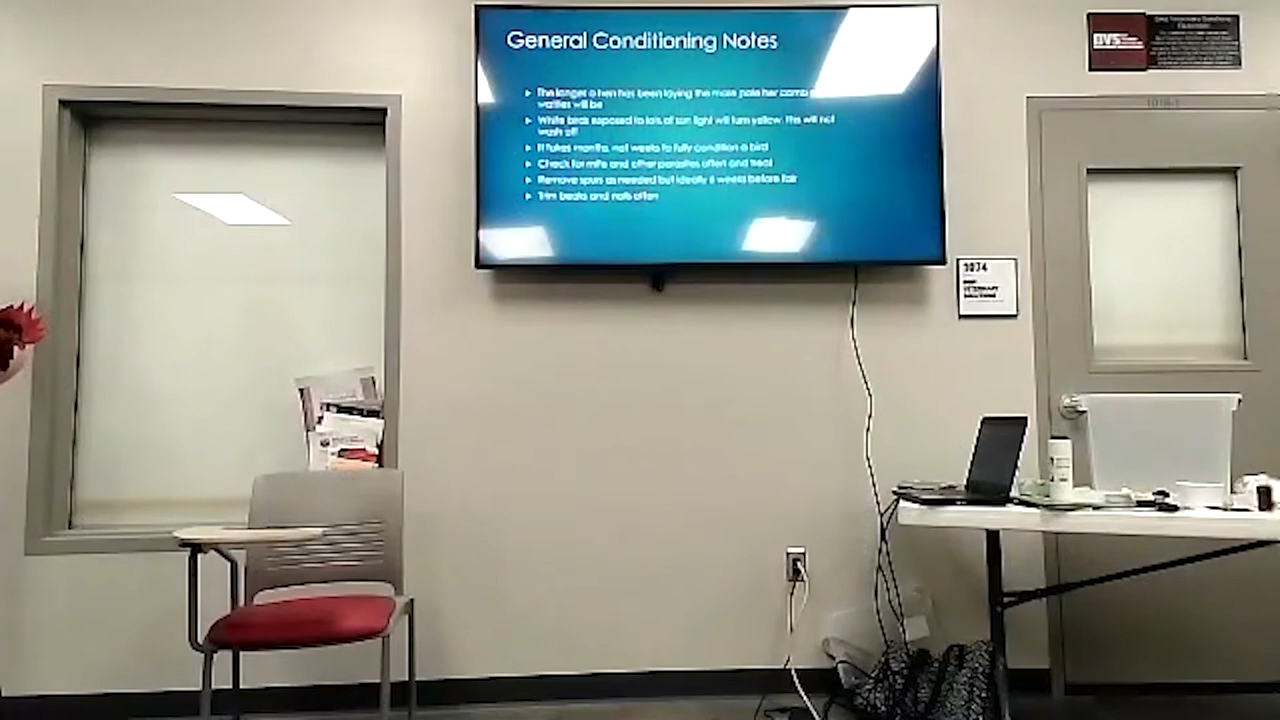 General Conditioning Notes
The longer a hen has been laying the more pale her comb
wattles will be
White birds exposed to lots of sun light will turn yellow, this will not
wash off
It takes months, not weeks to fully condition a bird
Check for mite and other parasites often and treat
Remove spurs as needed but ideally 6 weeks before fair
Trim beaks and nails often
BVS
1074
VETERINARY
SOLUTIONS